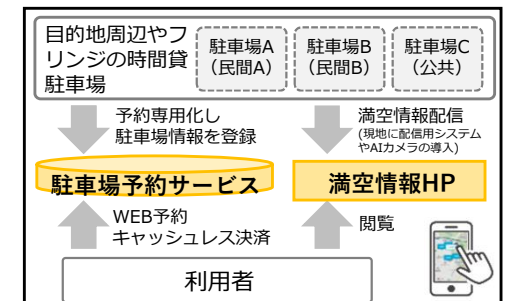 目的地周辺やフ
リンジの時間貸
駐車場
駐車場A
（民間A）
駐車場B
（民間B）
駐車場C
（公共）
予約専用化し
駐車場情報を登録
満空情報配信
(現地に配信用システム
やAIカメラの導入)
駐車場予約サービス
満空情報HP
WEB予約
キャッシュレス決済
閲覧
利用者